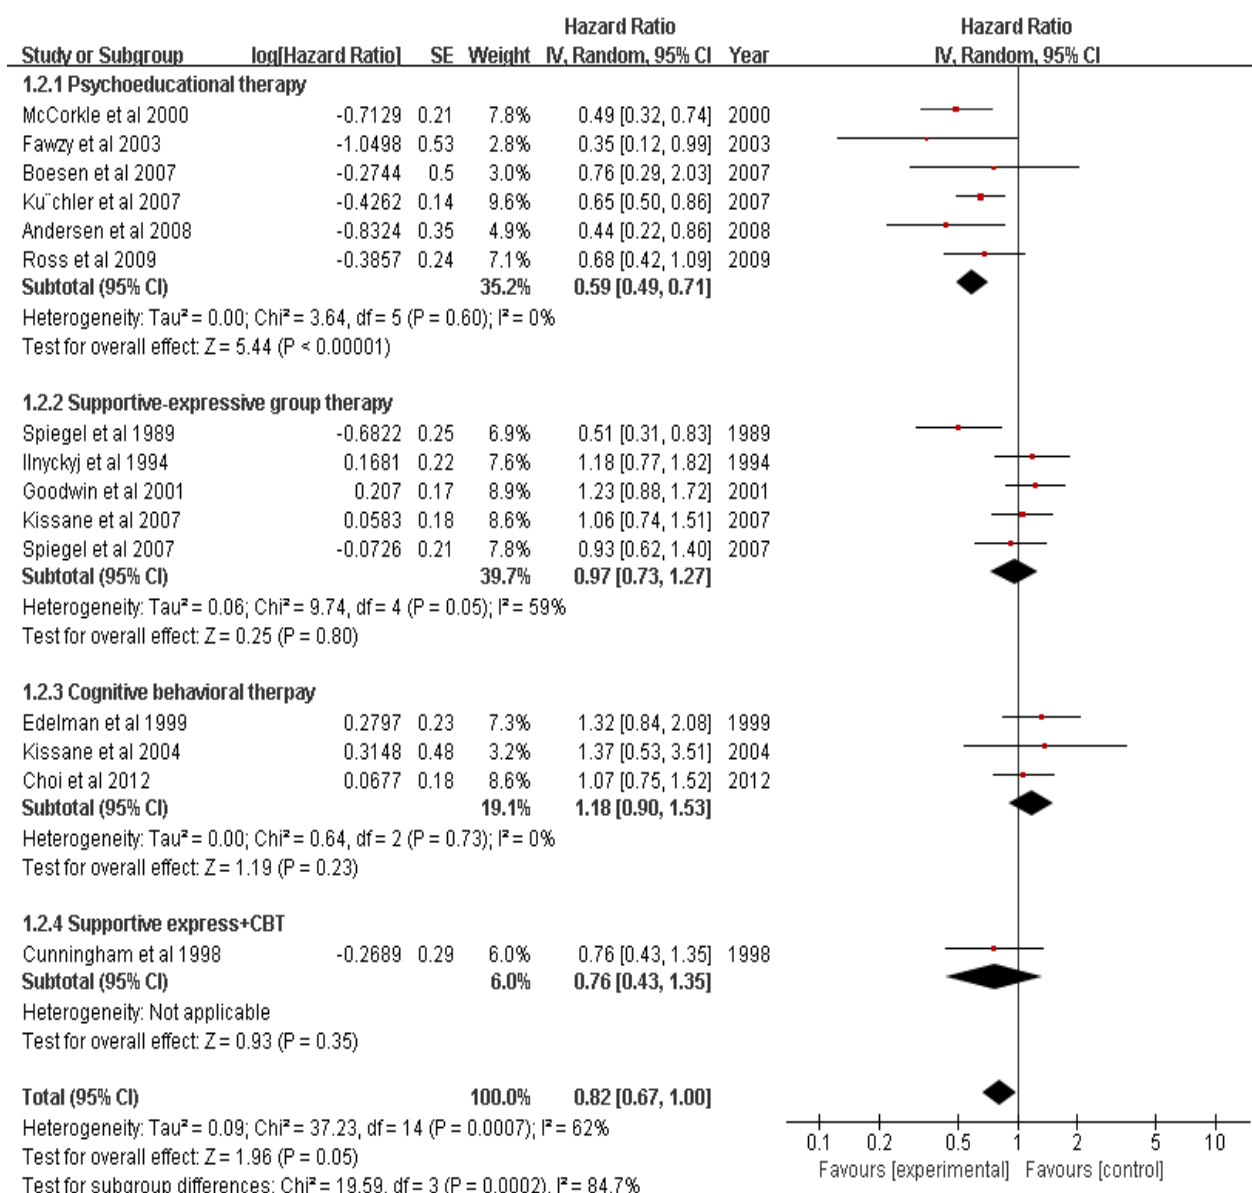 Hazard Ratio Hazard Ratio
Study or Subgroup log[Hazard Ratio] SE Weight IV, Random, 95% CI Year IV, Random, 95% CI
1.2.1 Psychoeducational therapy
McCorkle et al 2000 -0.7129 0.21 7.8% 0.49 [0.32, 0.74] 2000
Fawzy et al 2003 -1.0498 0.53 2.8% 0.35 [0.12, 0.99] 2003
Boesen et al 2007 -0.2744 0.5 3.0% 0.76 [0.29, 2.03] 2007
Ku¨chler et al 2007 -0.4262 0.14 9.6% 0.65 [0.50, 0.86] 2007
Andersen et al 2008 -0.8324 0.35 4.9% 0.44 [0.22, 0.86] 2008
Ross et al 2009 -0.3857 0.24 7.1% 0.68 [0.42, 1.09] 2009
Subtotal (95% CI) 35.2% 0.59 [0.49, 0.71]
Heterogeneity: Tau² = 0.00; Chi² = 3.64, df = 5 (P = 0.60); I² = 0%
Test for overall effect: Z = 5.44 (P < 0.00001)
1.2.2 Supportive-expressive group therapy
Spiegel et al 1989 -0.6822 0.25 6.9% 0.51 [0.31, 0.83] 1989
Ilnyckyj et al 1994 0.1681 0.22 7.6% 1.18 [0.77, 1.82] 1994
Goodwin et al 2001 0.207 0.17 8.9% 1.23 [0.88, 1.72] 2001
Kissane et al 2007 0.0583 0.18 8.6% 1.06 [0.74, 1.51] 2007
Spiegel et al 2007 -0.0726 0.21 7.8% 0.93 [0.62, 1.40] 2007
Subtotal (95% CI) 39.7% 0.97 [0.73, 1.27]
Heterogeneity: Tau² = 0.06; Chi² = 9.74, df = 4 (P = 0.05); I² = 59%
Test for overall effect: Z = 0.25 (P = 0.80)
1.2.3 Cognitive behavioral therpay
Edelman et al 1999 0.2797 0.23 7.3% 1.32 [0.84, 2.08] 1999
Kissane et al 2004 0.3148 0.48 3.2% 1.37 [0.53, 3.51] 2004
Choi et al 2012 0.0677 0.18 8.6% 1.07 [0.75, 1.52] 2012
Subtotal (95% CI) 19.1% 1.18 [0.90, 1.53]
Heterogeneity: Tau² = 0.00; Chi² = 0.64, df = 2 (P = 0.73); I² = 0%
Test for overall effect: Z = 1.19 (P = 0.23)
1.2.4 Supportive express+CBT
Cunningham et al 1998 -0.2689 0.29 6.0% 0.76 [0.43, 1.35] 1998
Subtotal (95% CI) 6.0% 0.76 [0.43, 1.35]
Heterogeneity: Not applicable
Test for overall effect: Z = 0.93 (P = 0.35)
Total (95% CI) 100.0% 0.82 [0.67, 1.00]
Heterogeneity: Tau² = 0.09; Chi² = 37.23, df = 14 (P = 0.0007); I² = 62%
Test for overall effect: Z = 1.96 (P = 0.05)
Test for subgroup differences: Chi² = 19.59, df = 3 (P = 0.0002), I² = 84.7%
0.1 0.2 0.5 1 2 5 10
Favours [experimental] Favours [control]